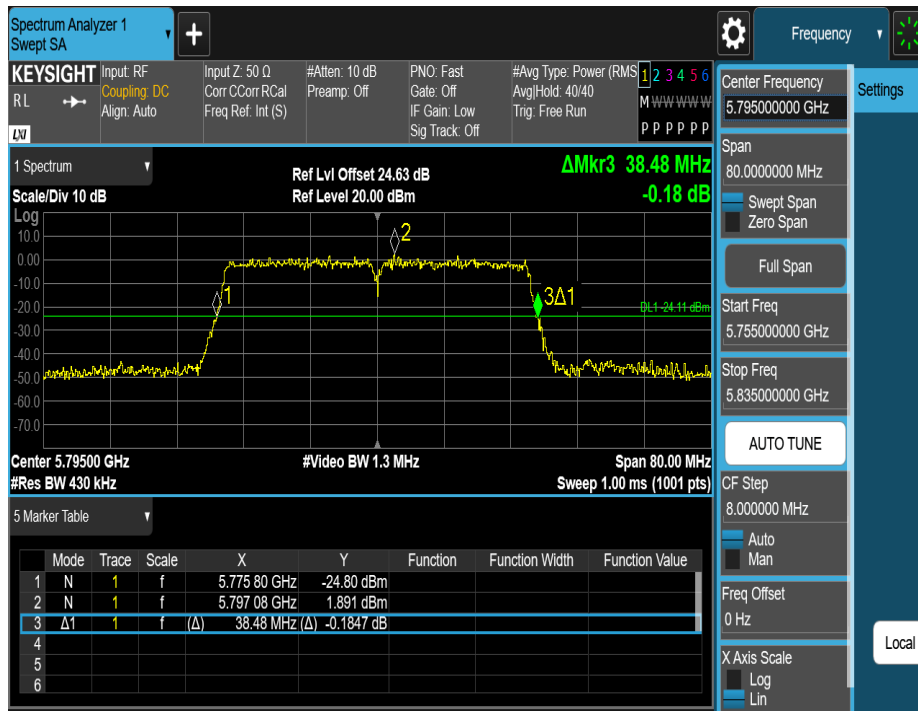 Spectrum Analyzer 1
Swept SA
+
Frequency
KEYSIGHT
Input: RF
Input Z: 50 Ω
#Atten: 10 dB
PNO: Fast
#Avg Type: Power (RMS
1 2 3 4 5 6
RL
Coupling: DC
Corr CCorr RCal
Preamp: Off
Gate: Off
Avg|Hold: 40/40
M W W W W W
Align: Auto
Freq Ref: Int (S)
IF Gain: Low
Trig: Free Run
LXI
Sig Track: Off
P P P P P P
1 Spectrum
Ref Lvl Offset 24.63 dB
ΔMkr3 38.48 MHz
Scale/Div 10 dB
Ref Level 20.00 dBm
-0.18 dB
Log
10.0
0.00
-10.0
-20.0
-30.0
-40.0
-50.0
-60.0
-70.0
2
1
3Δ1
DL1 -24.11 dBm
Center 5.79500 GHz
#Video BW 1.3 MHz
Span 80.00 MHz
#Res BW 430 kHz
Sweep 1.00 ms (1001 pts)
5 Marker Table
Mode Trace Scale X Y Function Function Width Function Value
1 N 1 f 5.775 80 GHz -24.80 dBm
2 N 1 f 5.797 08 GHz 1.891 dBm
3 Δ1 1 f (Δ) 38.48 MHz (Δ) -0.1847 dB
4
5
6
Center Frequency
5.795000000 GHz
Settings
Span
80.0000000 MHz
Swept Span
Zero Span
Full Span
Start Freq
5.755000000 GHz
Stop Freq
5.835000000 GHz
AUTO TUNE
CF Step
8.000000 MHz
Auto
Man
Freq Offset
0 Hz
Local
X Axis Scale
Log
Lin